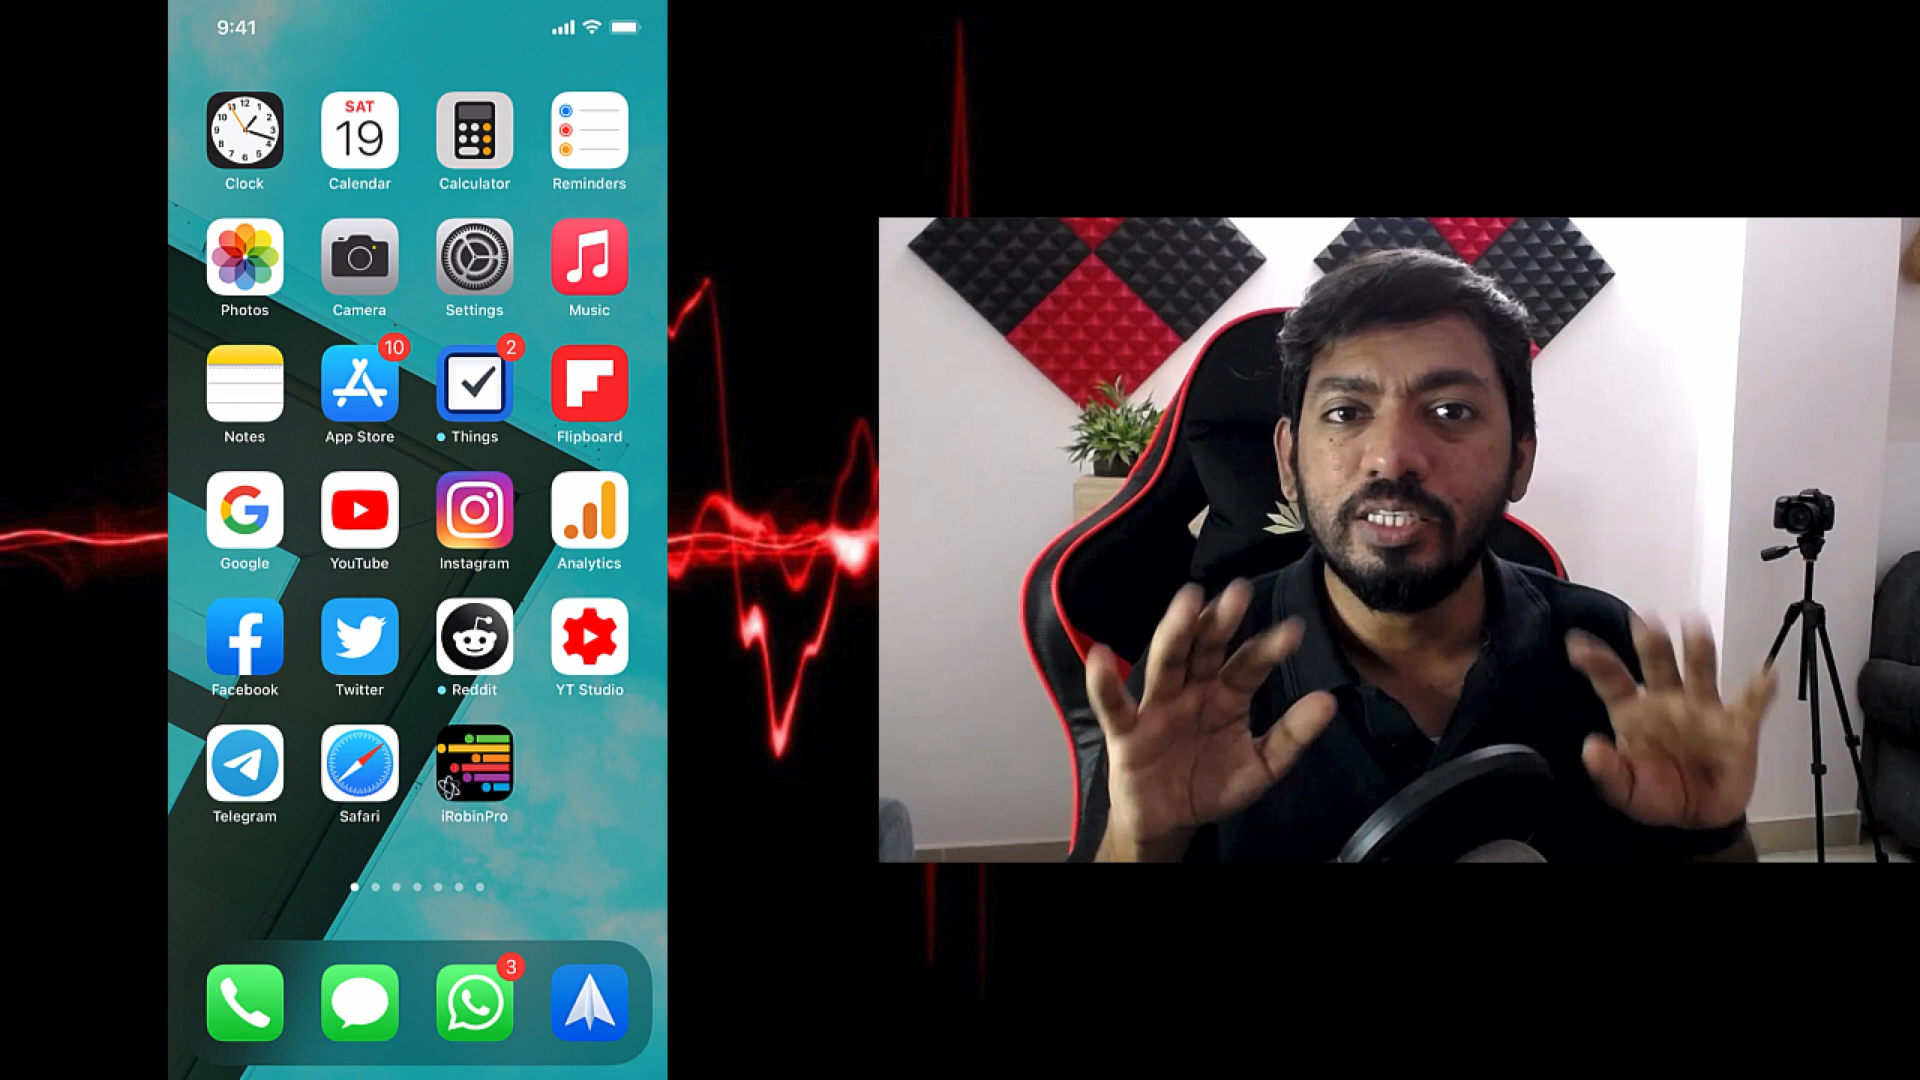 9:41
SAT
19
Clock
Calendar
Calculator
Reminders
Photos
Camera
Settings
Music
10
2
Notes
App Store
Things
Flipboard
Google
YouTube
Instagram
Analytics
Facebook
Twitter
Reddit
YT Studio
Telegram
Safari
iRobinPro
3